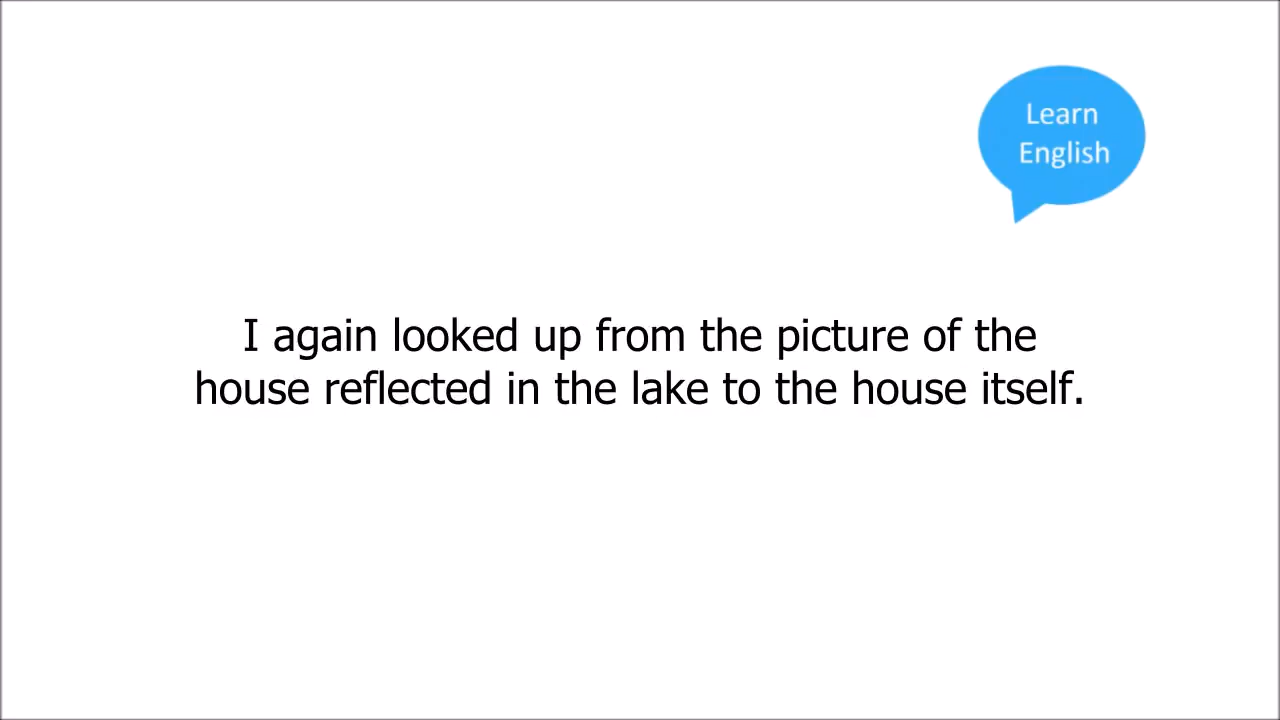 Learn
English
I again looked up from the picture of the
house reflected in the lake to the house itself.